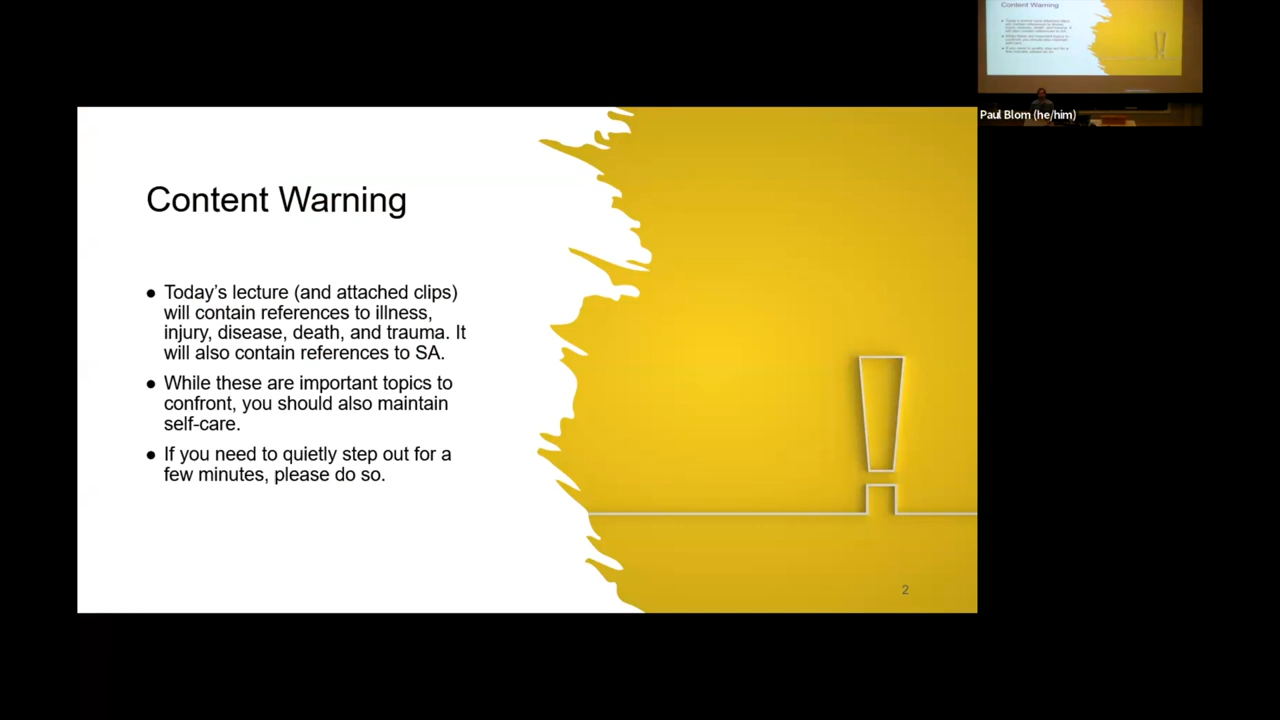 Content Warning
● Today’s lecture (and attached clips)
will contain references to illness,
injury, disease, death, and trauma. It
will also contain references to SA.
● While these are important topics to
confront, you should also maintain
self-care.
● If you need to quietly step out for a
few minutes, please do so.
2
Content Warning
Paul Blom (he/him)